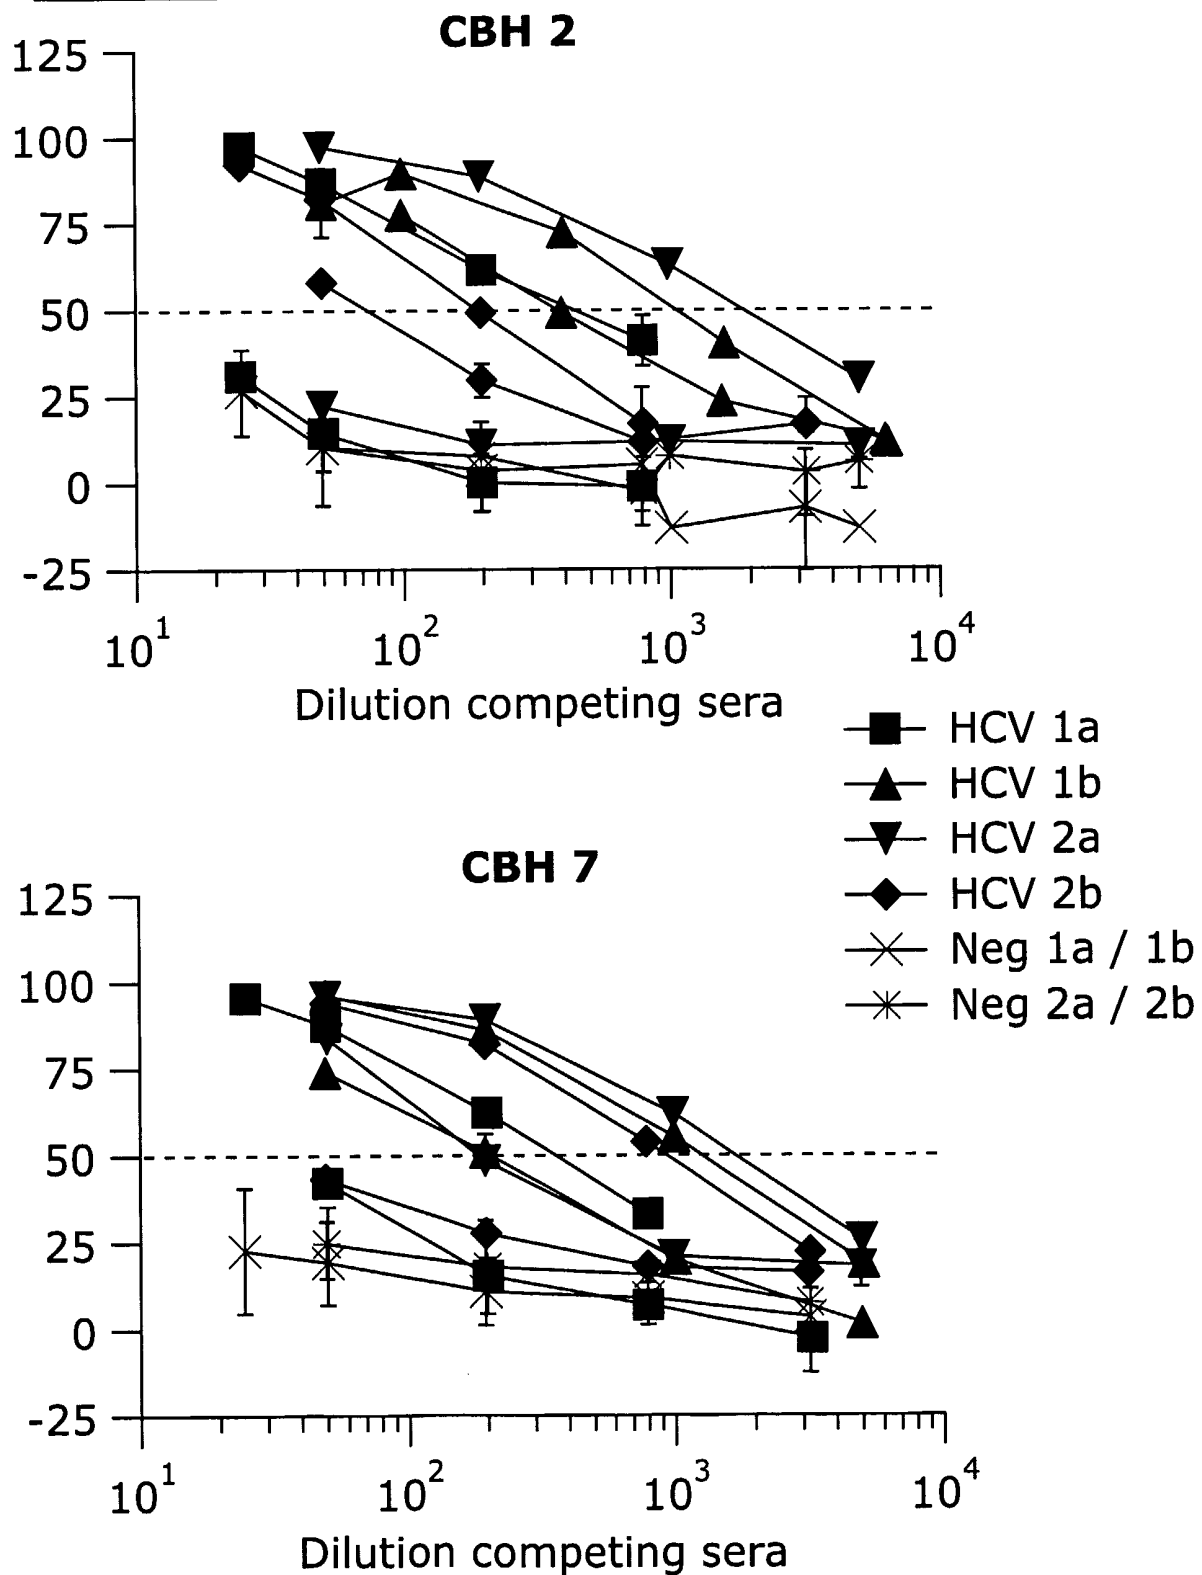 CBH 2
125
100
75
50
25
0
-25
10^1 10^2 10^3 10^4
Dilution competing sera
HCV 1a
HCV 1b
HCV 2a
HCV 2b
Neg 1a / 1b
Neg 2a / 2b
CBH 7
125
100
75
50
25
0
-25
10^1 10^2 10^3 10^4
Dilution competing sera